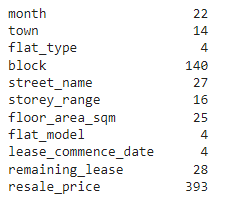 month 22
town 14
flat_type 4
block 140
street_name 27
storey_range 16
floor_area_sqm 25
flat_model 4
lease_commence_date 4
remaining_lease 28
resale_price 393